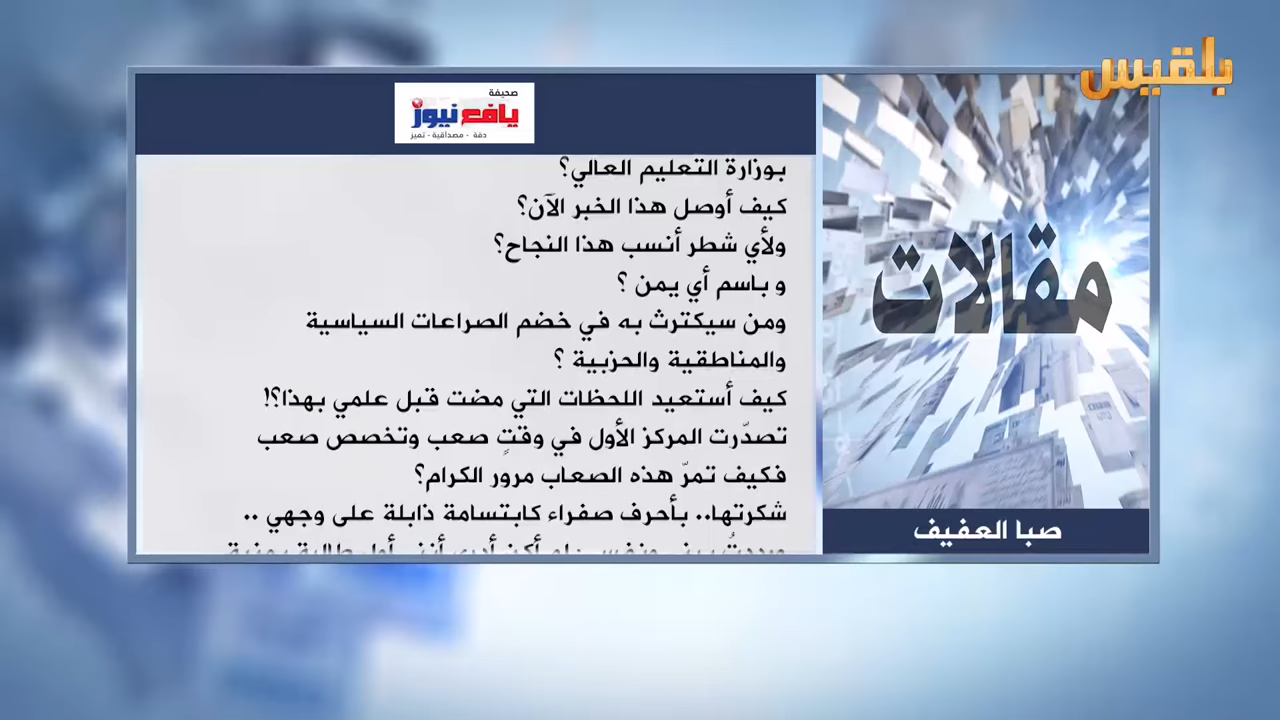 بلقيس
صحيفة
يافع نيوز
دقة - مصداقية - تميز
بوزارة التعليم العالي؟
كيف أوصل هذا الخبر الآن؟
ولأي شطر أنسب هذا النجاح؟
و باسم أي يمن ؟
ومن سيكترث به في خضم الصراعات السياسية
والمناطقية والحزبية ؟
كيف أستعيد اللحظات التي مضت قبل علمي بهذا؟!
تصدّرت المركز الأول في وقتٍ صعب وتخصص صعب
فكيف تمرّ هذه الصعاب مرور الكرام؟
شكرتها.. بأحرف صفراء كابتسامة ذابلة على وجهي ..
مقالات
صبا العفيف